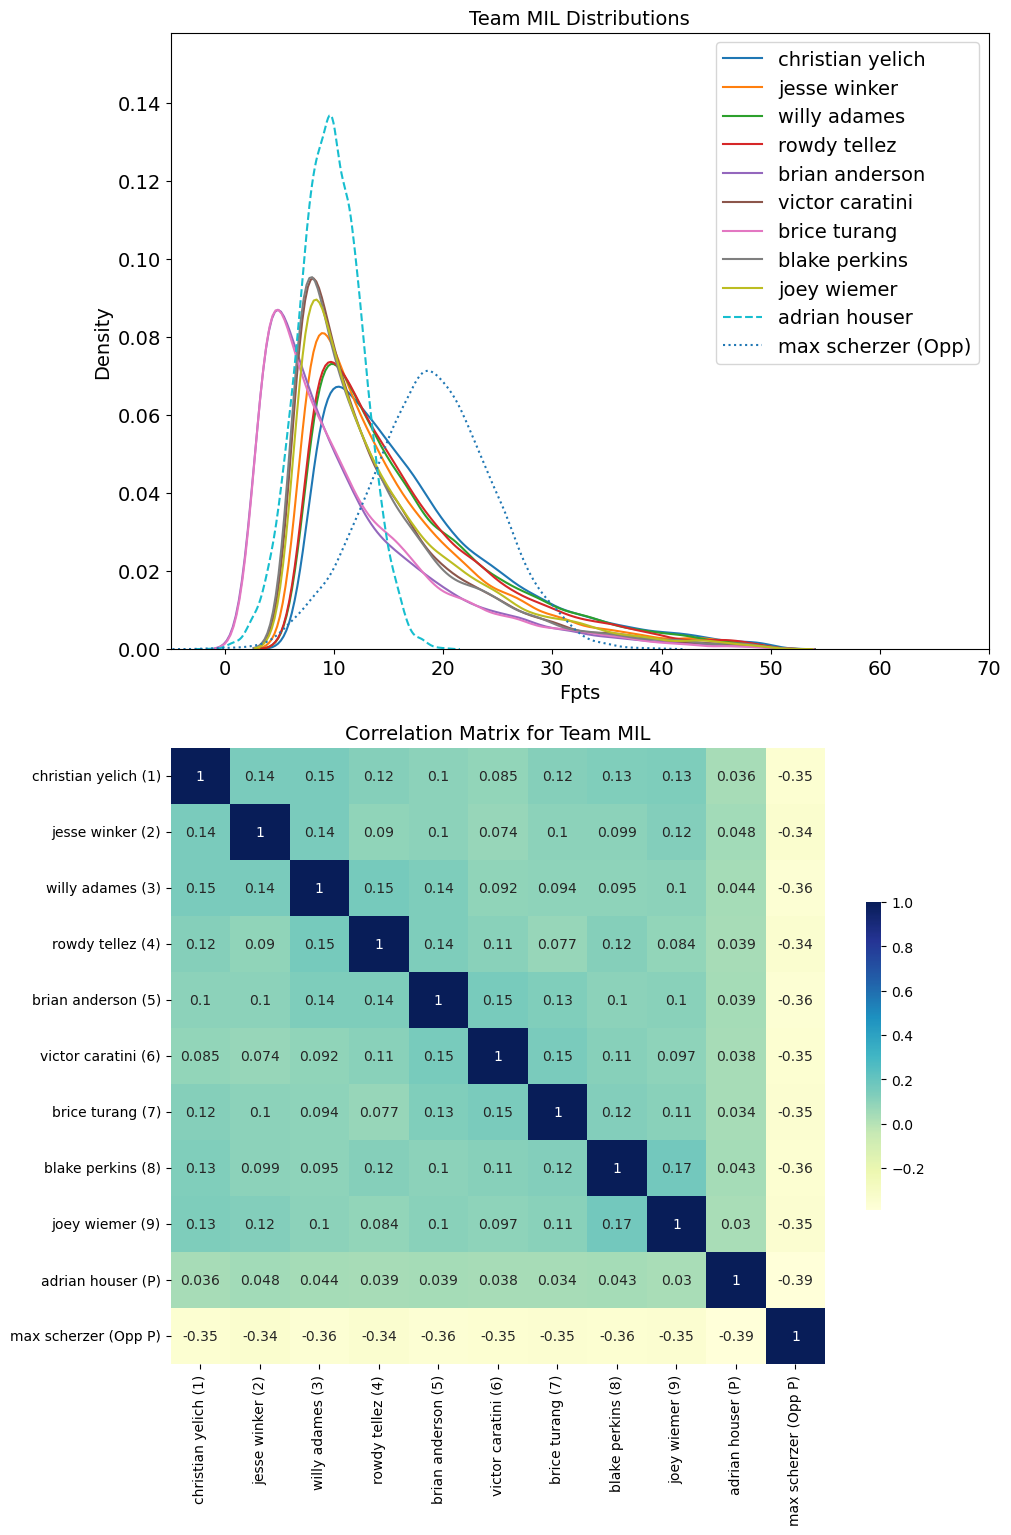 Team MIL Distributions
Density
0.14
0.12
0.10
0.08
0.06
0.04
0.02
0.00
christian yelich
jesse winker
willy adames
rowdy tellez
brian anderson
victor caratini
brice turang
blake perkins
joey wiemer
adrian houser
max scherzer (Opp)
0 10 20 30 40 50 60 70
Fpts
Correlation Matrix for Team MIL
christian yelich (1) 1 0.14 0.15 0.12 0.1 0.085 0.12 0.13 0.13 0.036 -0.35
jesse winker (2) 0.14 1 0.14 0.09 0.1 0.074 0.1 0.099 0.12 0.048 -0.34
willy adames (3) 0.15 0.14 1 0.15 0.14 0.092 0.094 0.095 0.1 0.044 -0.36
rowdy tellez (4) 0.12 0.09 0.15 1 0.14 0.11 0.077 0.12 0.084 0.039 -0.34
brian anderson (5) 0.1 0.1 0.14 0.14 1 0.15 0.13 0.1 0.1 0.039 -0.36
victor caratini (6) 0.085 0.074 0.092 0.11 0.15 1 0.15 0.11 0.097 0.038 -0.35
brice turang (7) 0.12 0.1 0.094 0.077 0.13 0.15 1 0.12 0.11 0.034 -0.35
blake perkins (8) 0.13 0.099 0.095 0.12 0.1 0.11 0.12 1 0.17 0.043 -0.36
joey wiemer (9) 0.13 0.12 0.1 0.084 0.1 0.097 0.11 0.17 1 0.03 -0.35
adrian houser (P) 0.036 0.048 0.044 0.039 0.039 0.038 0.034 0.043 0.03 1 -0.39
max scherzer (Opp P) -0.35 -0.34 -0.36 -0.34 -0.36 -0.35 -0.35 -0.36 -0.35 -0.39 1
christian yelich (1)
jesse winker (2)
willy adames (3)
rowdy tellez (4)
brian anderson (5)
victor caratini (6)
brice turang (7)
blake perkins (8)
joey wiemer (9)
adrian houser (P)
max scherzer (Opp P)
1.0
0.8
0.6
0.4
0.2
0.0
−0.2